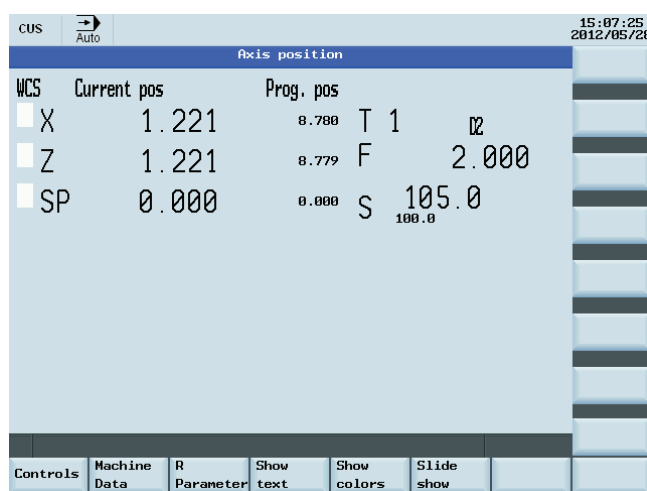 CUS Auto 15:07:25
2012/05/28
Axis position
WCS Current pos Prog. pos
X 1.221 8.780 T 1 D2
Z 1.221 8.779 F 2.000
SP 0.000 0.000 S 105.0
100.0
Controls Machine Data R Parameter Show text Show colors Slide show